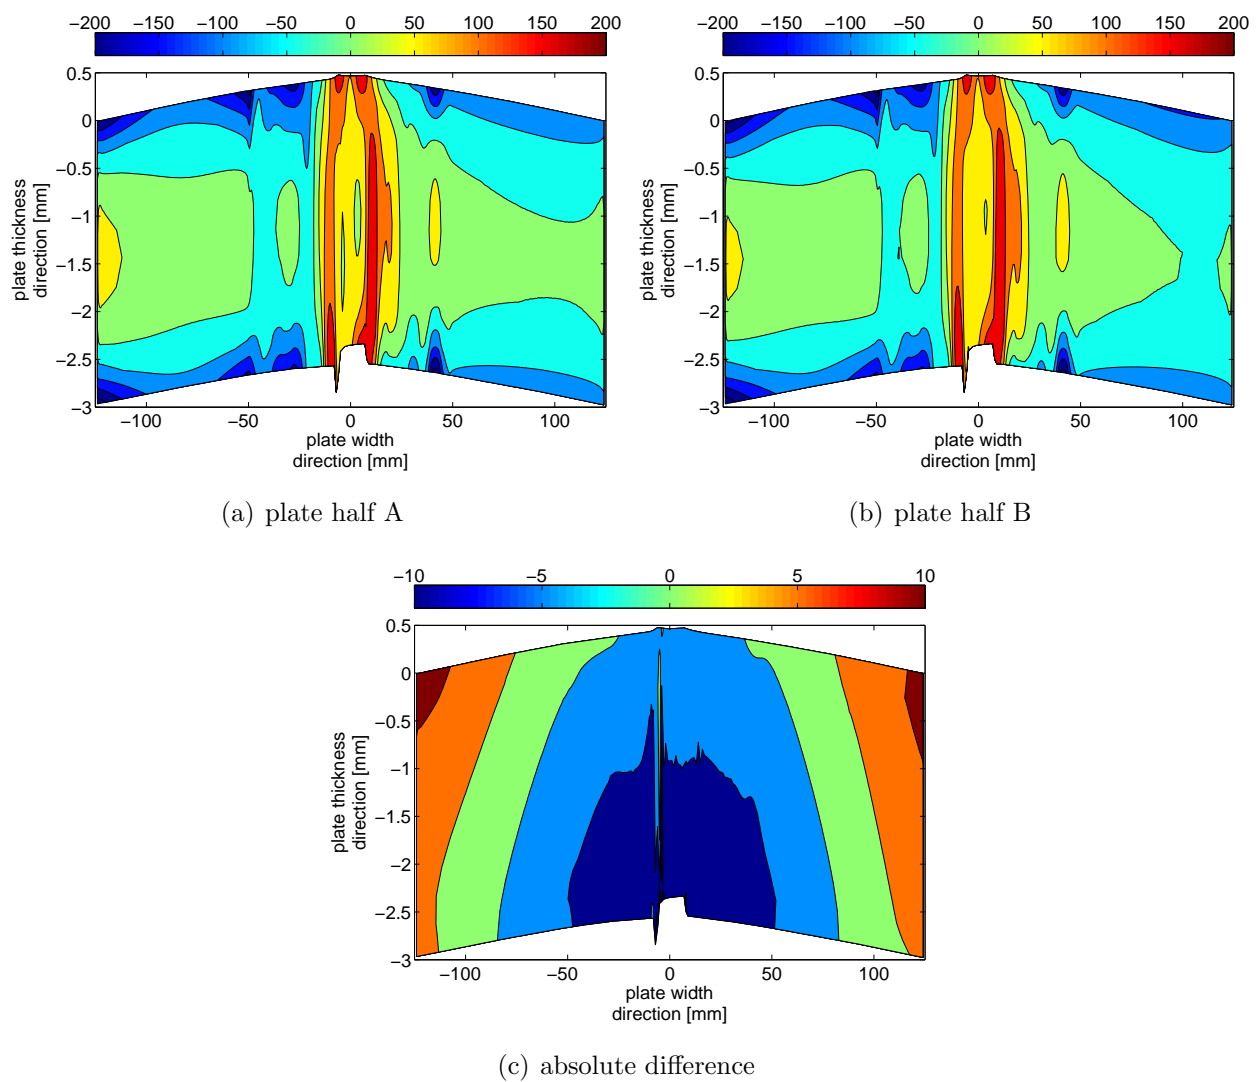 −200 −150 −100 −50 0 50 100 150 200
0.5
0
−0.5
−1
−1.5
−2
−2.5
−3
plate thickness
direction [mm]
−100 −50 0 50 100
plate width
direction [mm]
(a) plate half A
−200 −150 −100 −50 0 50 100 150 200
0.5
0
−0.5
−1
−1.5
−2
−2.5
−3
plate thickness
direction [mm]
−100 −50 0 50 100
plate width
direction [mm]
(b) plate half B
−10 −5 0 5 10
0.5
0
−0.5
−1
−1.5
−2
−2.5
−3
plate thickness
direction [mm]
−100 −50 0 50 100
plate width
direction [mm]
(c) absolute difference